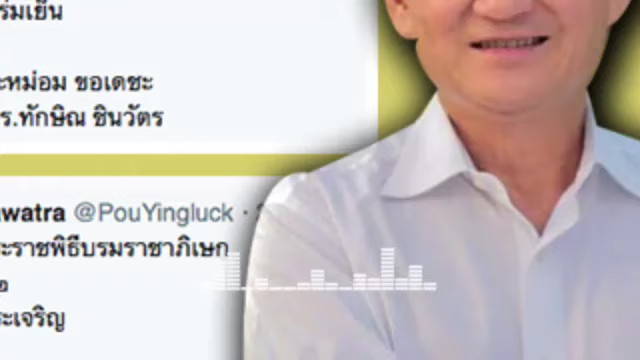 ร่มเย็น
ะหม่อม ขอเดชะ
ร.ทักษิณ ชินวัตร
watra @PouYingluck ·
ะราชพิธีบรมราชาภิเษก
๒
ะเจริญ